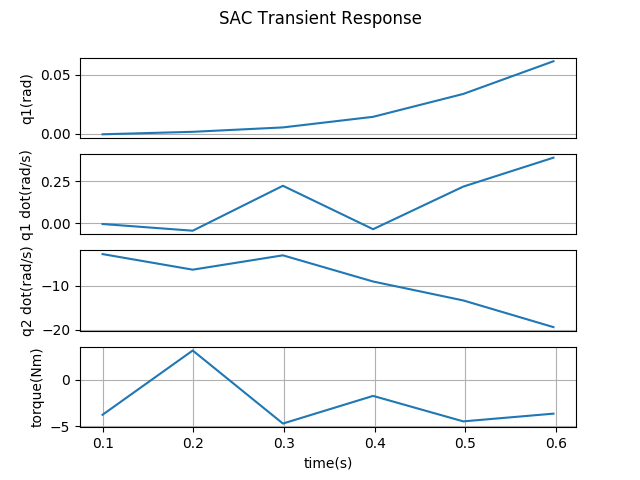 SAC Transient Response
0.05
0.00
q1(rad)
0.25
0.00
q1 dot(rad/s)
−10
−20
q2 dot(rad/s)
0
−5
torque(Nm)
0.1 0.2 0.3 0.4 0.5 0.6
time(s)